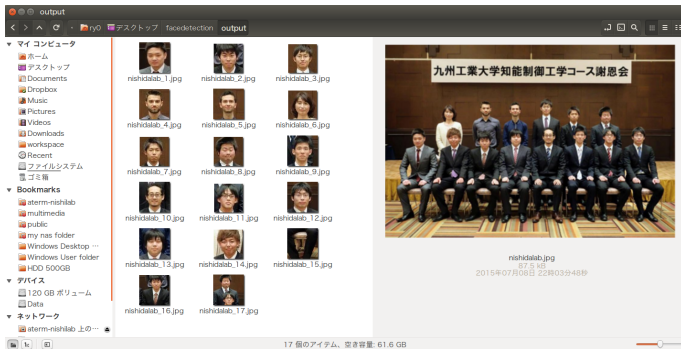 output
ry0 デスクトップ facedetection output
マイ コンピュータ
ホーム
デスクトップ
Documents
Dropbox
Music
Pictures
Videos
Downloads
workspace
Recent
ファイルシステム
ゴミ箱
Bookmarks
aterm-nishilab
multimedia
public
my nas folder
Windows Desktop ...
Windows User folder
HDD 500GB
デバイス
120 GB ボリューム
Data
ネットワーク
aterm-nishilab 上の...
nishidalab_1.jpg nishidalab_2.jpg nishidalab_3.jpg
nishidalab_4.jpg nishidalab_5.jpg nishidalab_6.jpg
nishidalab_7.jpg nishidalab_8.jpg nishidalab_9.jpg
nishidalab_10.jpg nishidalab_11.jpg nishidalab_12.jpg
nishidalab_13.jpg nishidalab_14.jpg nishidalab_15.jpg
nishidalab_16.jpg nishidalab_17.jpg
九州工業大学知能制御工学コース謝恩会
nishidalab.jpg
87.5 kB
2015年07月08日 22時03分48秒
17 個のアイテム、空き容量: 61.6 GB